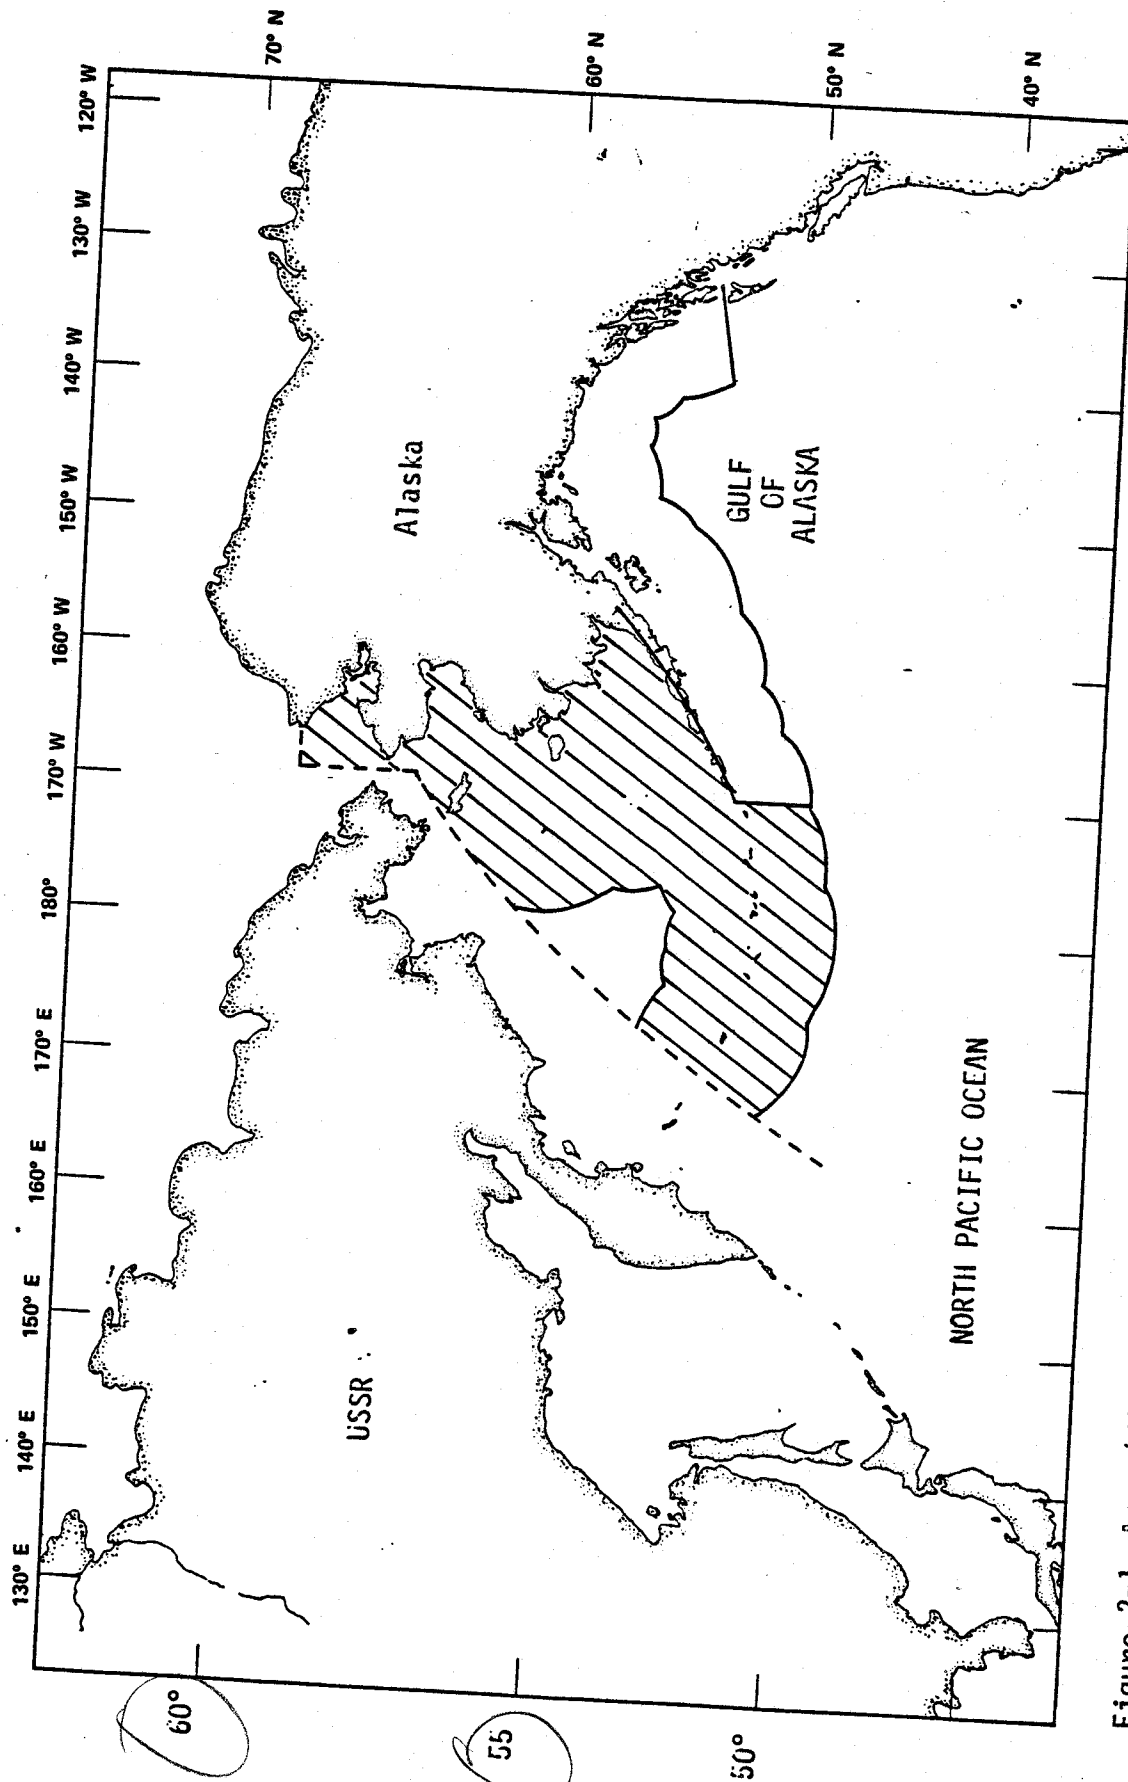 130° E
140° E
150° E
160° E
170° E
180°
170° W
160° W
150° W
140° W
130° W
120° W
70° N
60° N
50° N
40° N
60°
55
50°
USSR
Alaska
GULF
OF
ALASKA
NORTH PACIFIC OCEAN